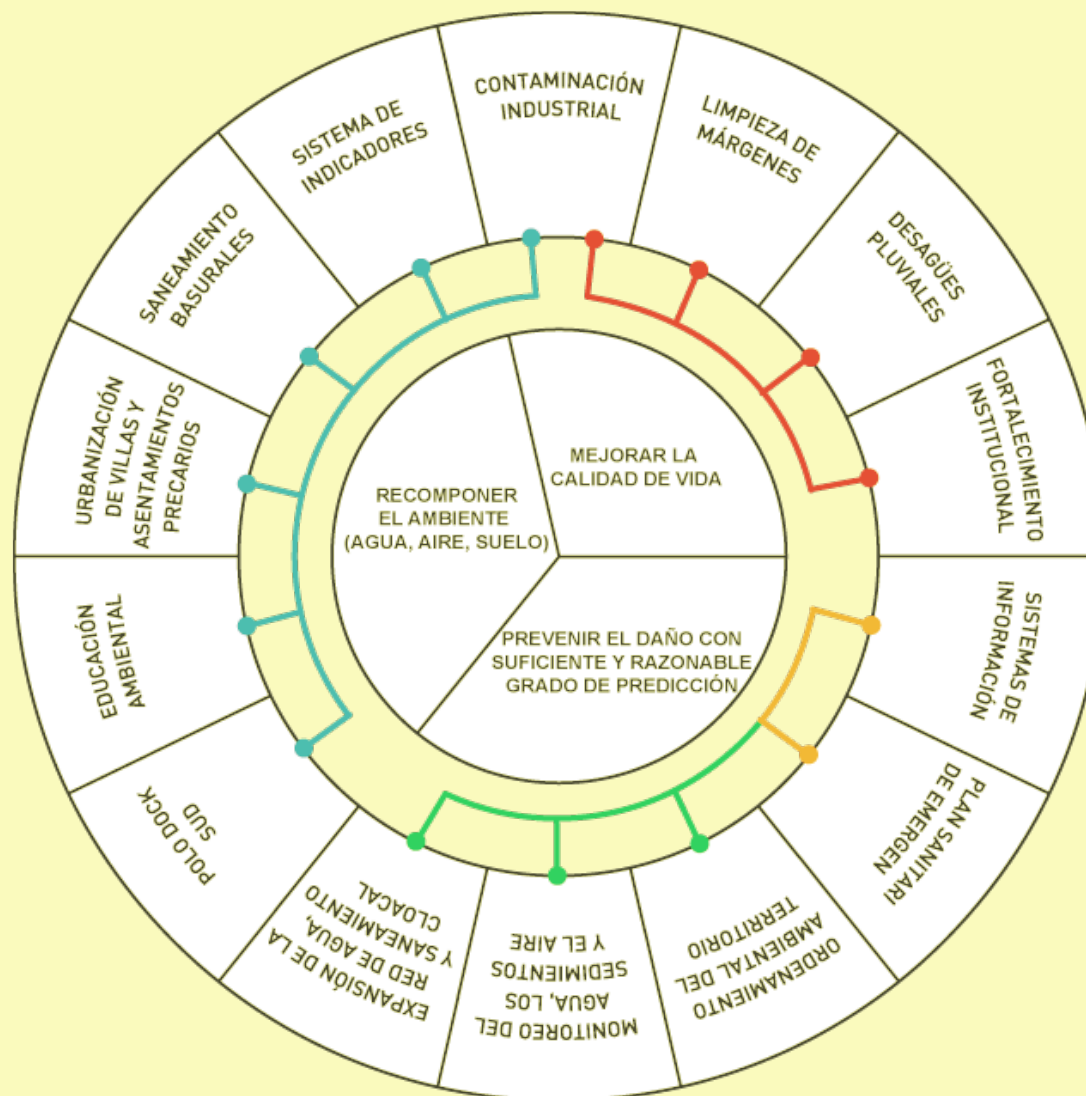 CONTAMINACIÓN
INDUSTRIAL
LIMPIEZA DE
MÁRGENES
DESAGÜES
PLUVIALES
FORTALECIMIENTO
INSTITUCIONAL
SISTEMAS DE
INFORMACIÓN
PLAN SANITARI
DE EMERGEN
ORDENAMIENTO
AMBIENTAL DEL
TERRITORIO
MONITOREO DEL
AGUA, LOS
SEDIMIENTOS
Y EL AIRE
EXPANSIÓN DE LA
RED DE AGUA,
Y SANEAMIENTO
CLOACAL
POLO DOCK
SUD
EDUCACIÓN
AMBIENTAL
URBANIZACIÓN
DE VILLAS Y
ASENTAMIENTOS
PRECARIOS
SANEAMIENTO
BASURALES
SISTEMA DE
INDICADORES
MEJORAR LA
CALIDAD DE VIDA
RECOMPONER
EL AMBIENTE
(AGUA, AIRE, SUELO)
PREVENIR EL DAÑO CON
SUFICIENTE Y RAZONABLE
GRADO DE PREDICCIÓN